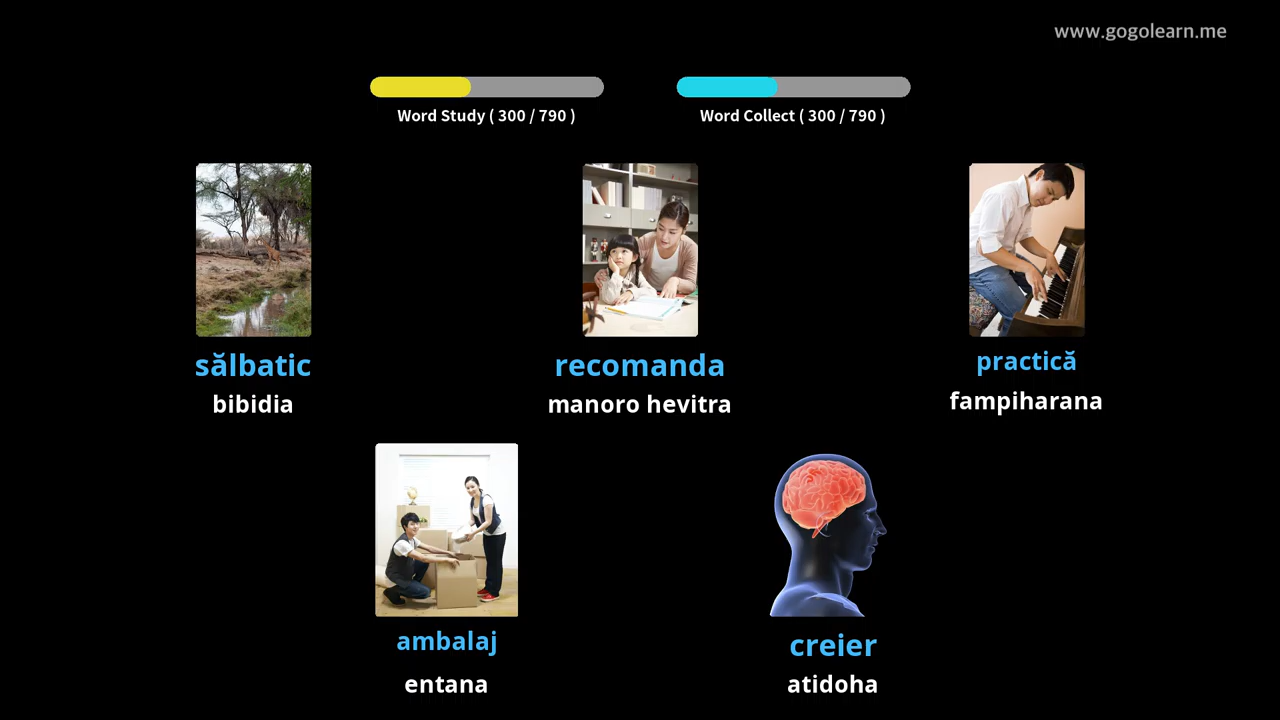 www.gogolearn.me
Word Study ( 300 / 790 )
Word Collect ( 300 / 790 )
sălbatic
bibidia
recomanda
manoro hevitra
practică
fampiharana
ambalaj
entana
creier
atidoha